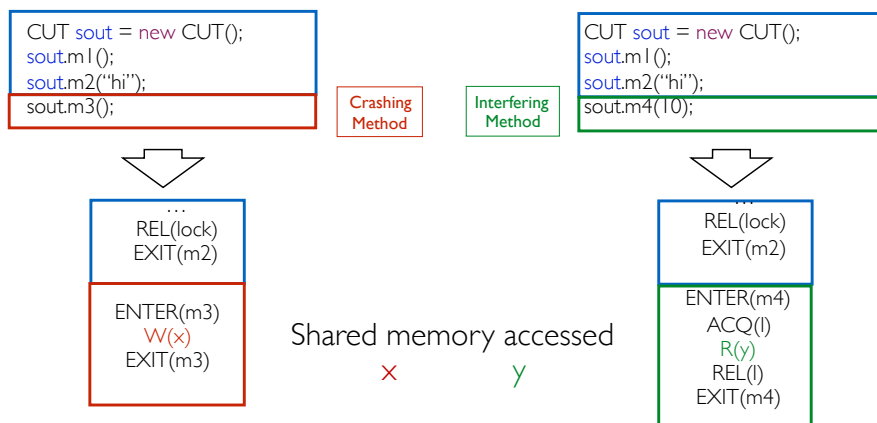 CUT sout = new CUT();
sout.m1();
sout.m2(“hi”);
sout.m3();
Crashing
Method
Interfering
Method
CUT sout = new CUT();
sout.m1();
sout.m2(“hi”);
sout.m4(10);
...
REL(lock)
EXIT(m2)
ENTER(m3)
W(x)
EXIT(m3)
Shared memory accessed
x y
...
REL(lock)
EXIT(m2)
ENTER(m4)
ACQ(l)
R(y)
REL(l)
EXIT(m4)